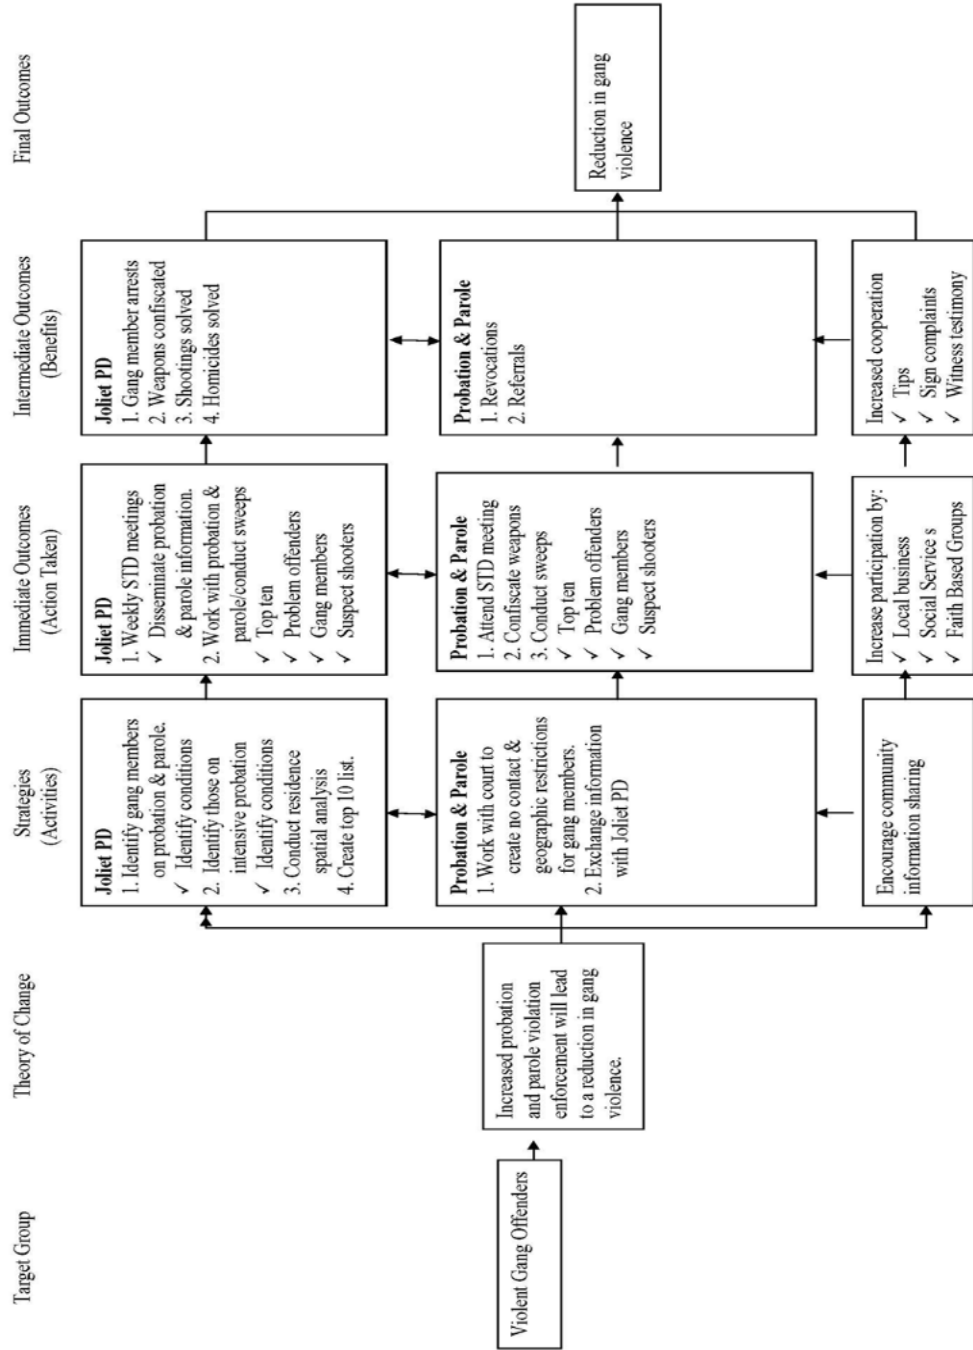 Target Group
Theory of Change
Strategies
(Activities)
Immediate Outcomes
(Action Taken)
Intermediate Outcomes
(Benefits)
Final Outcomes
Violent Gang Offenders
Increased probation
and parole violation
enforcement will lead
to a reduction in gang
violence.
Joliet PD
1. Identify gang members
on probation & parole.
✓ Identify conditions
2. Identify those on
intensive probation
✓ Identify conditions
3. Conduct residence
spatial analysis
4. Create top 10 list.
Joliet PD
1. Weekly STD meetings
✓ Disseminate probation
& parole information.
2. Work with probation &
parole/conduct sweeps
✓ Top ten
✓ Problem offenders
✓ Gang members
✓ Suspect shooters
Joliet PD
1. Gang member arrests
2. Weapons confiscated
3. Shootings solved
4. Homicides solved
Probation & Parole
1. Work with court to
create no contact &
geographic restrictions
for gang members.
2. Exchange information
with Joliet PD
Probation & Parole
1. Attend STD meeting
2. Confiscate weapons
3. Conduct sweeps
✓ Top ten
✓ Problem offenders
✓ Gang members
✓ Suspect shooters
Probation & Parole
1. Revocations
2. Referrals
Reduction in gang
violence
Encourage community
information sharing
Increase participation by:
✓ Local business
✓ Social Service s
✓ Faith Based Groups
Increased cooperation
✓ Tips
✓ Sign complaints
✓ Witness testimony